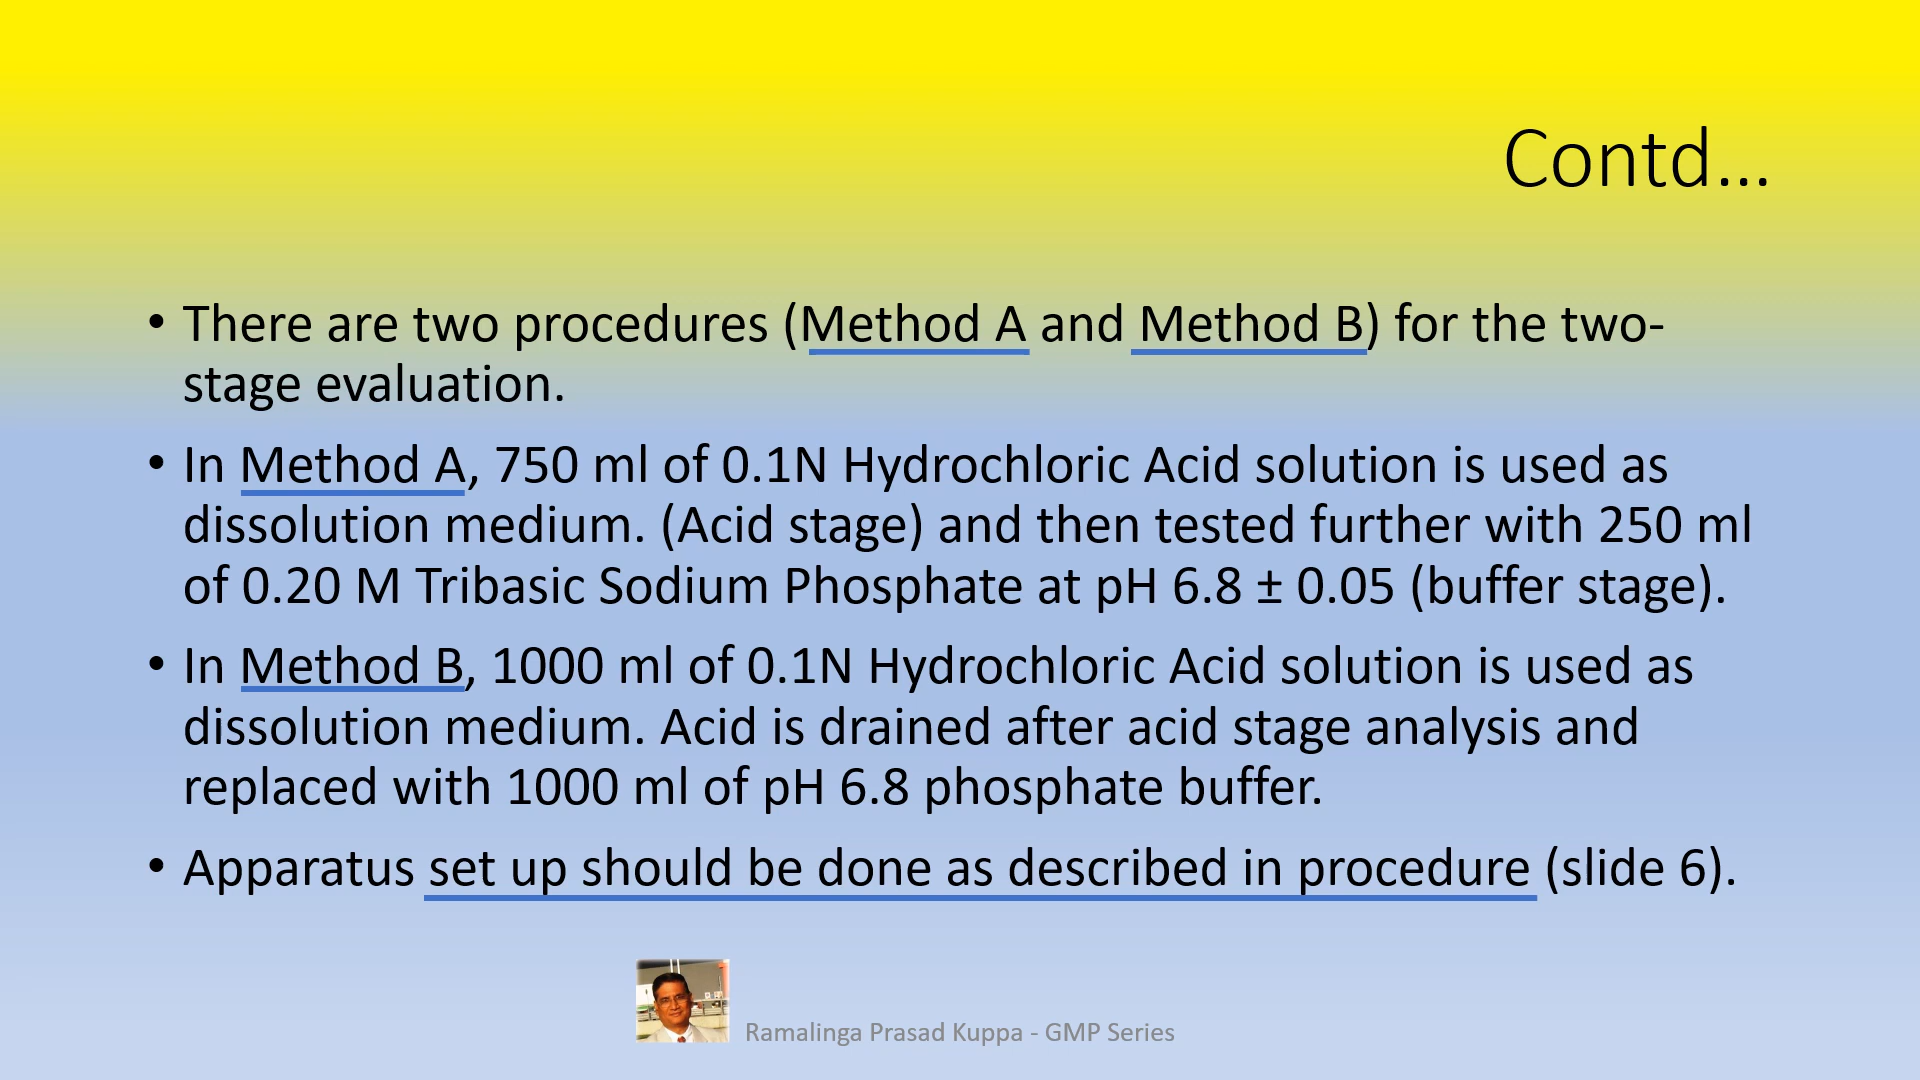 Contd...
• There are two procedures (Method A and Method B) for the two-
stage evaluation.
• In Method A, 750 ml of 0.1N Hydrochloric Acid solution is used as
dissolution medium. (Acid stage) and then tested further with 250 ml
of 0.20 M Tribasic Sodium Phosphate at pH 6.8 ± 0.05 (buffer stage).
• In Method B, 1000 ml of 0.1N Hydrochloric Acid solution is used as
dissolution medium. Acid is drained after acid stage analysis and
replaced with 1000 ml of pH 6.8 phosphate buffer.
• Apparatus set up should be done as described in procedure (slide 6).
Ramalinga Prasad Kuppa - GMP Series